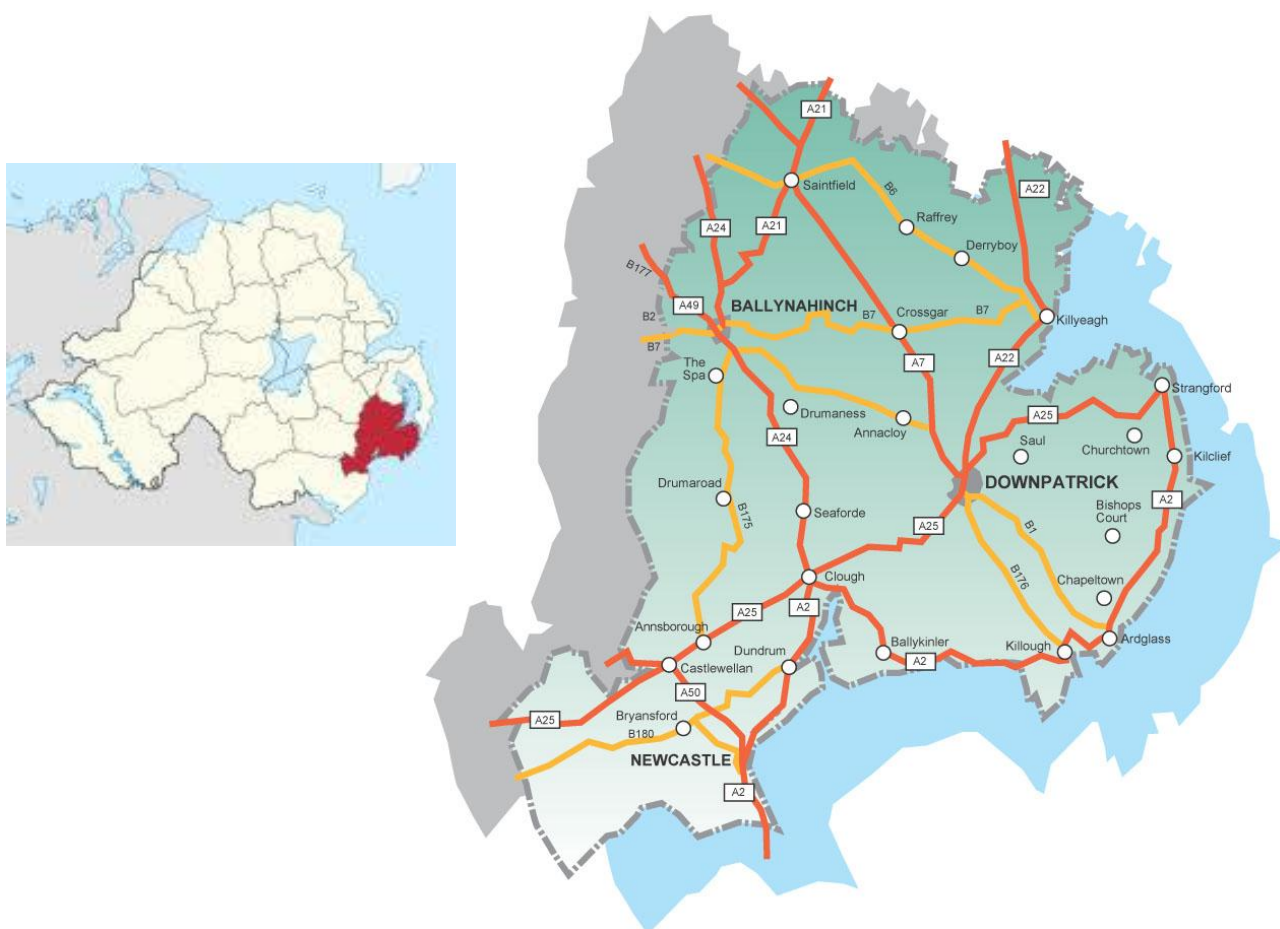 A21
Saintfield
B6
A22
Raffrey
A24
A21
Derryboy
B177
A49
BALLYNAHINCH
B2
B7
Crossgar
B7
Killyeagh
B7
The
Spa
A7
A22
Strangford
Drumaness
A25
Annacloy
A24
Saul
Churchtown
Kilclief
Drumaroad
DOWNPATRICK
A2
Bishops
Court
B175
Seaforde
A25
B1
Clough
B176
Chapeltown
A25
A2
Annsborough
Dundrum
Ballykinler
Killough
Ardglass
A2
Castlewellan
A50
A25
Bryansford
B180
NEWCASTLE
A2